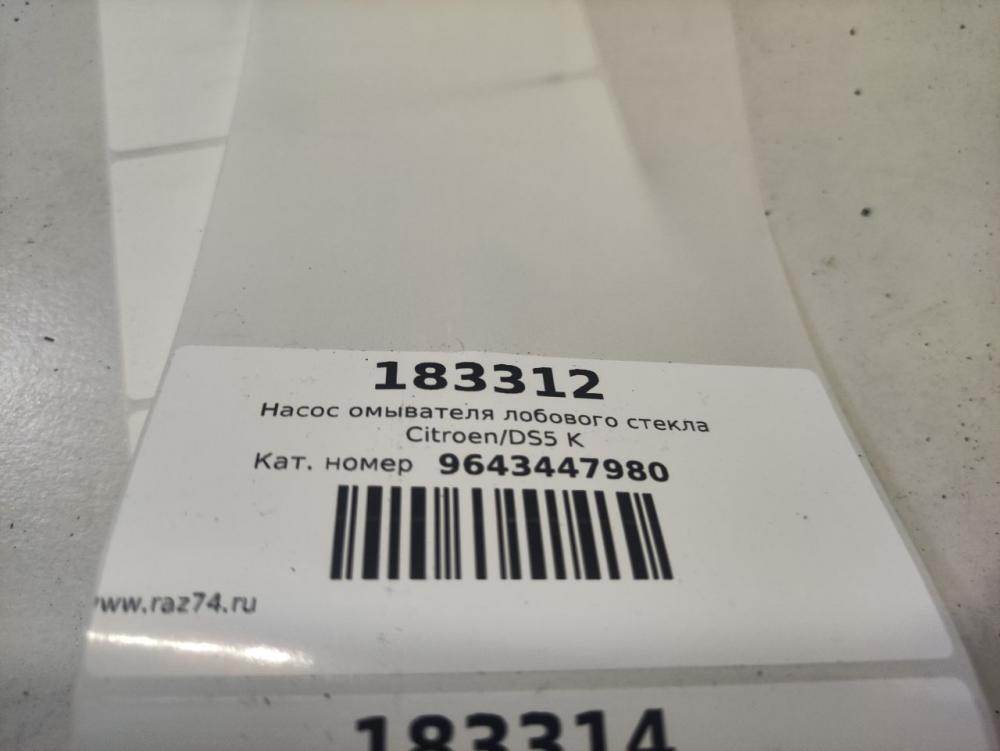 183312
Насос омывателя лобового стекла
Citroen/DS5 K
Кат. номер 9643447980
www.raz74.ru
183314